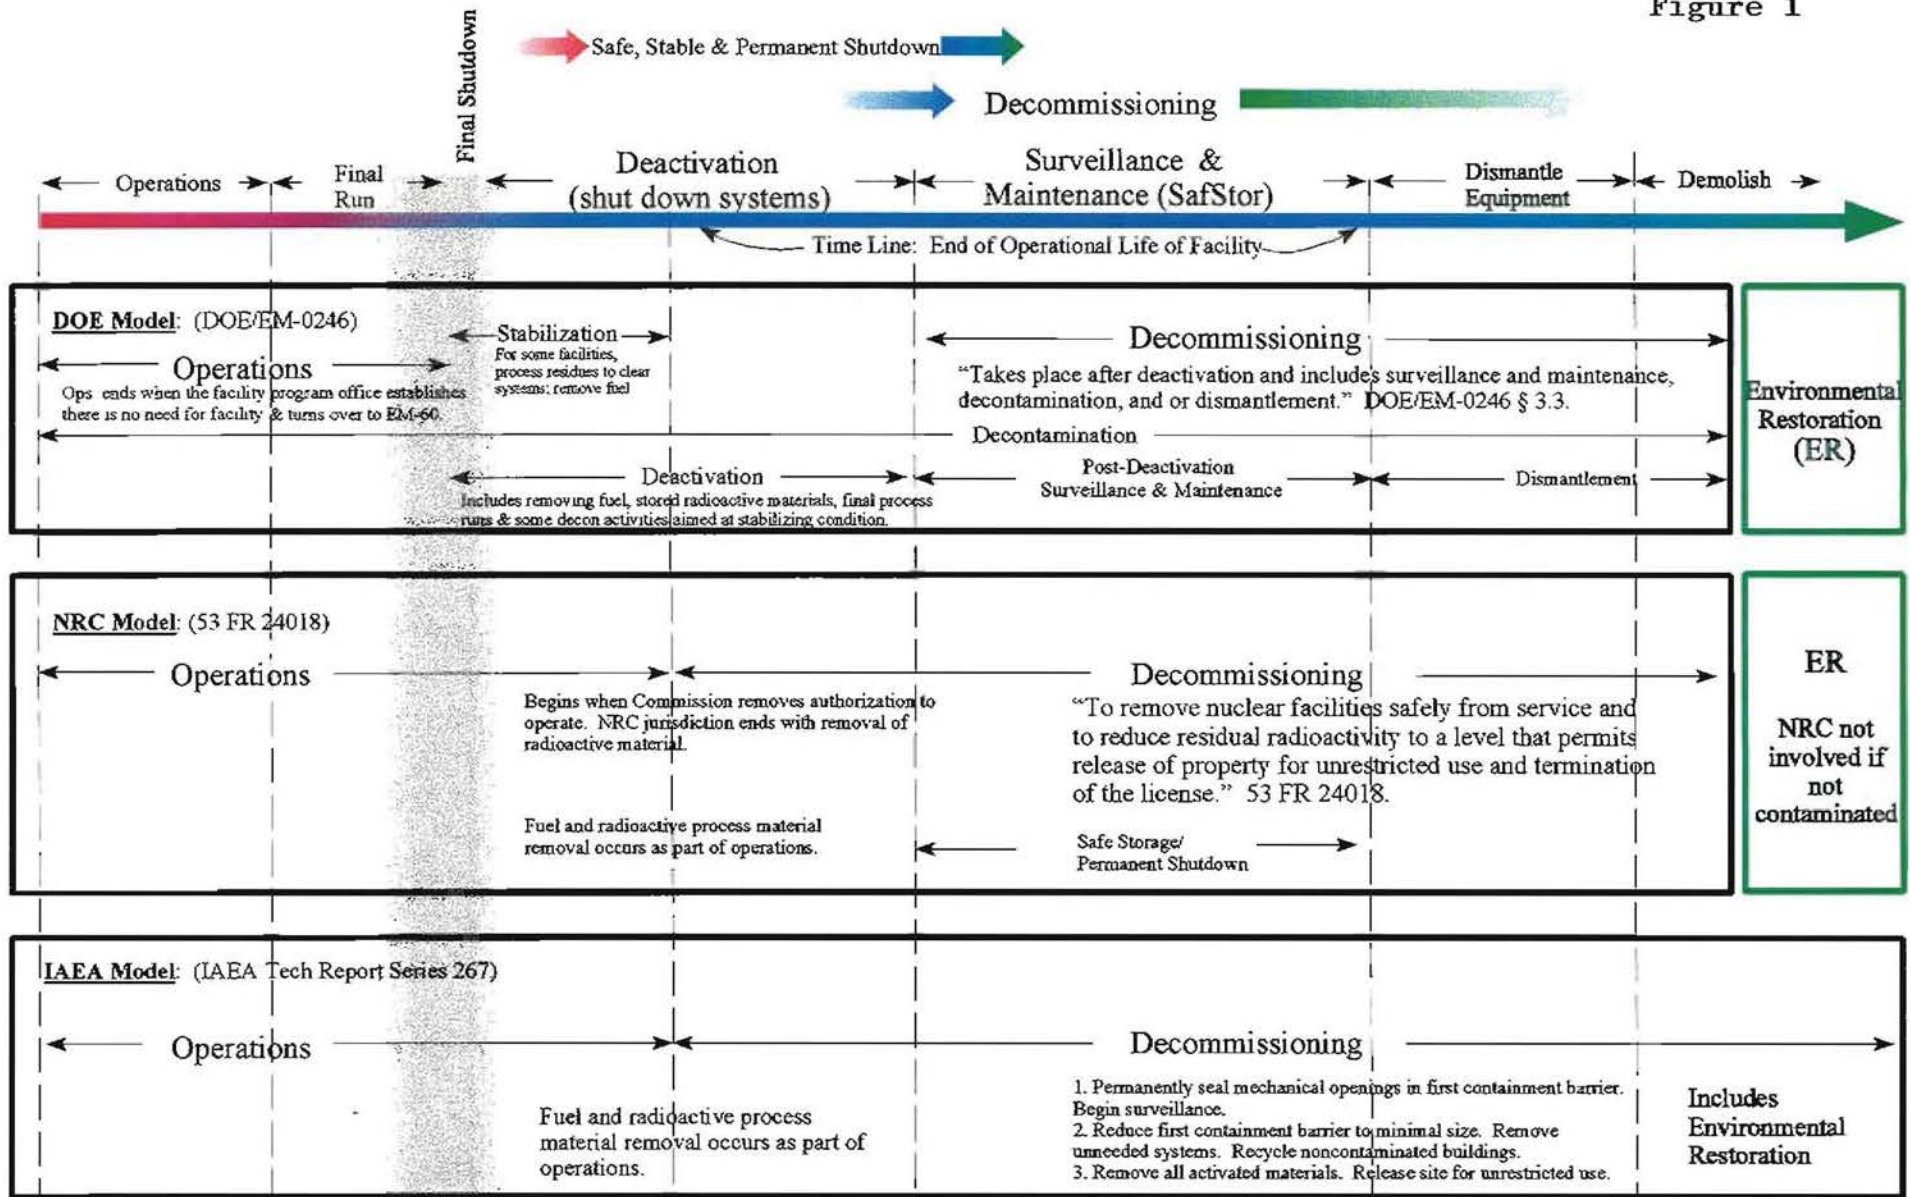 Figure 1
Final Shutdown
Safe, Stable & Permanent Shutdown
Decommissioning
Operations
Final
Run
Deactivation
(shut down systems)
Surveillance &
Maintenance (SafStor)
Dismantle
Equipment
Demolish
Time Line: End of Operational Life of Facility
DOE Model: (DOE/EM-0246)
Operations
Ops ends when the facility program office establishes
there is no need for facility & turns over to EM-60.
Stabilization
For some facilities,
process residues to clear
systems; remove fuel
Decommissioning
“Takes place after deactivation and includes surveillance and maintenance,
decontamination, and or dismantlement.” DOE/EM-0246 § 3.3.
Decontamination
Deactivation
Includes removing fuel, stored radioactive materials, final process
runs & some decon activities aimed at stabilizing condition.
Post-Deactivation
Surveillance & Maintenance
Dismantlement
Environmental
Restoration
(ER)
NRC Model: (53 FR 24018)
Operations
Begins when Commission removes authorization to
operate. NRC jurisdiction ends with removal of
radioactive material.
Fuel and radioactive process material
removal occurs as part of operations.
Decommissioning
“To remove nuclear facilities safely from service and
to reduce residual radioactivity to a level that permits
release of property for unrestricted use and termination
of the license.” 53 FR 24018.
Safe Storage/
Permanent Shutdown
ER
NRC not
involved if
not
contaminated
IAEA Model: (IAEA Tech Report Series 267)
Operations
Fuel and radioactive process
material removal occurs as part of
operations.
Decommissioning
1. Permanently seal mechanical openings in first containment barrier.
Begin surveillance.
2. Reduce first containment barrier to minimal size. Remove
unneeded systems. Recycle noncontaminated buildings.
3. Remove all activated materials. Release site for unrestricted use.
Includes
Environmental
Restoration